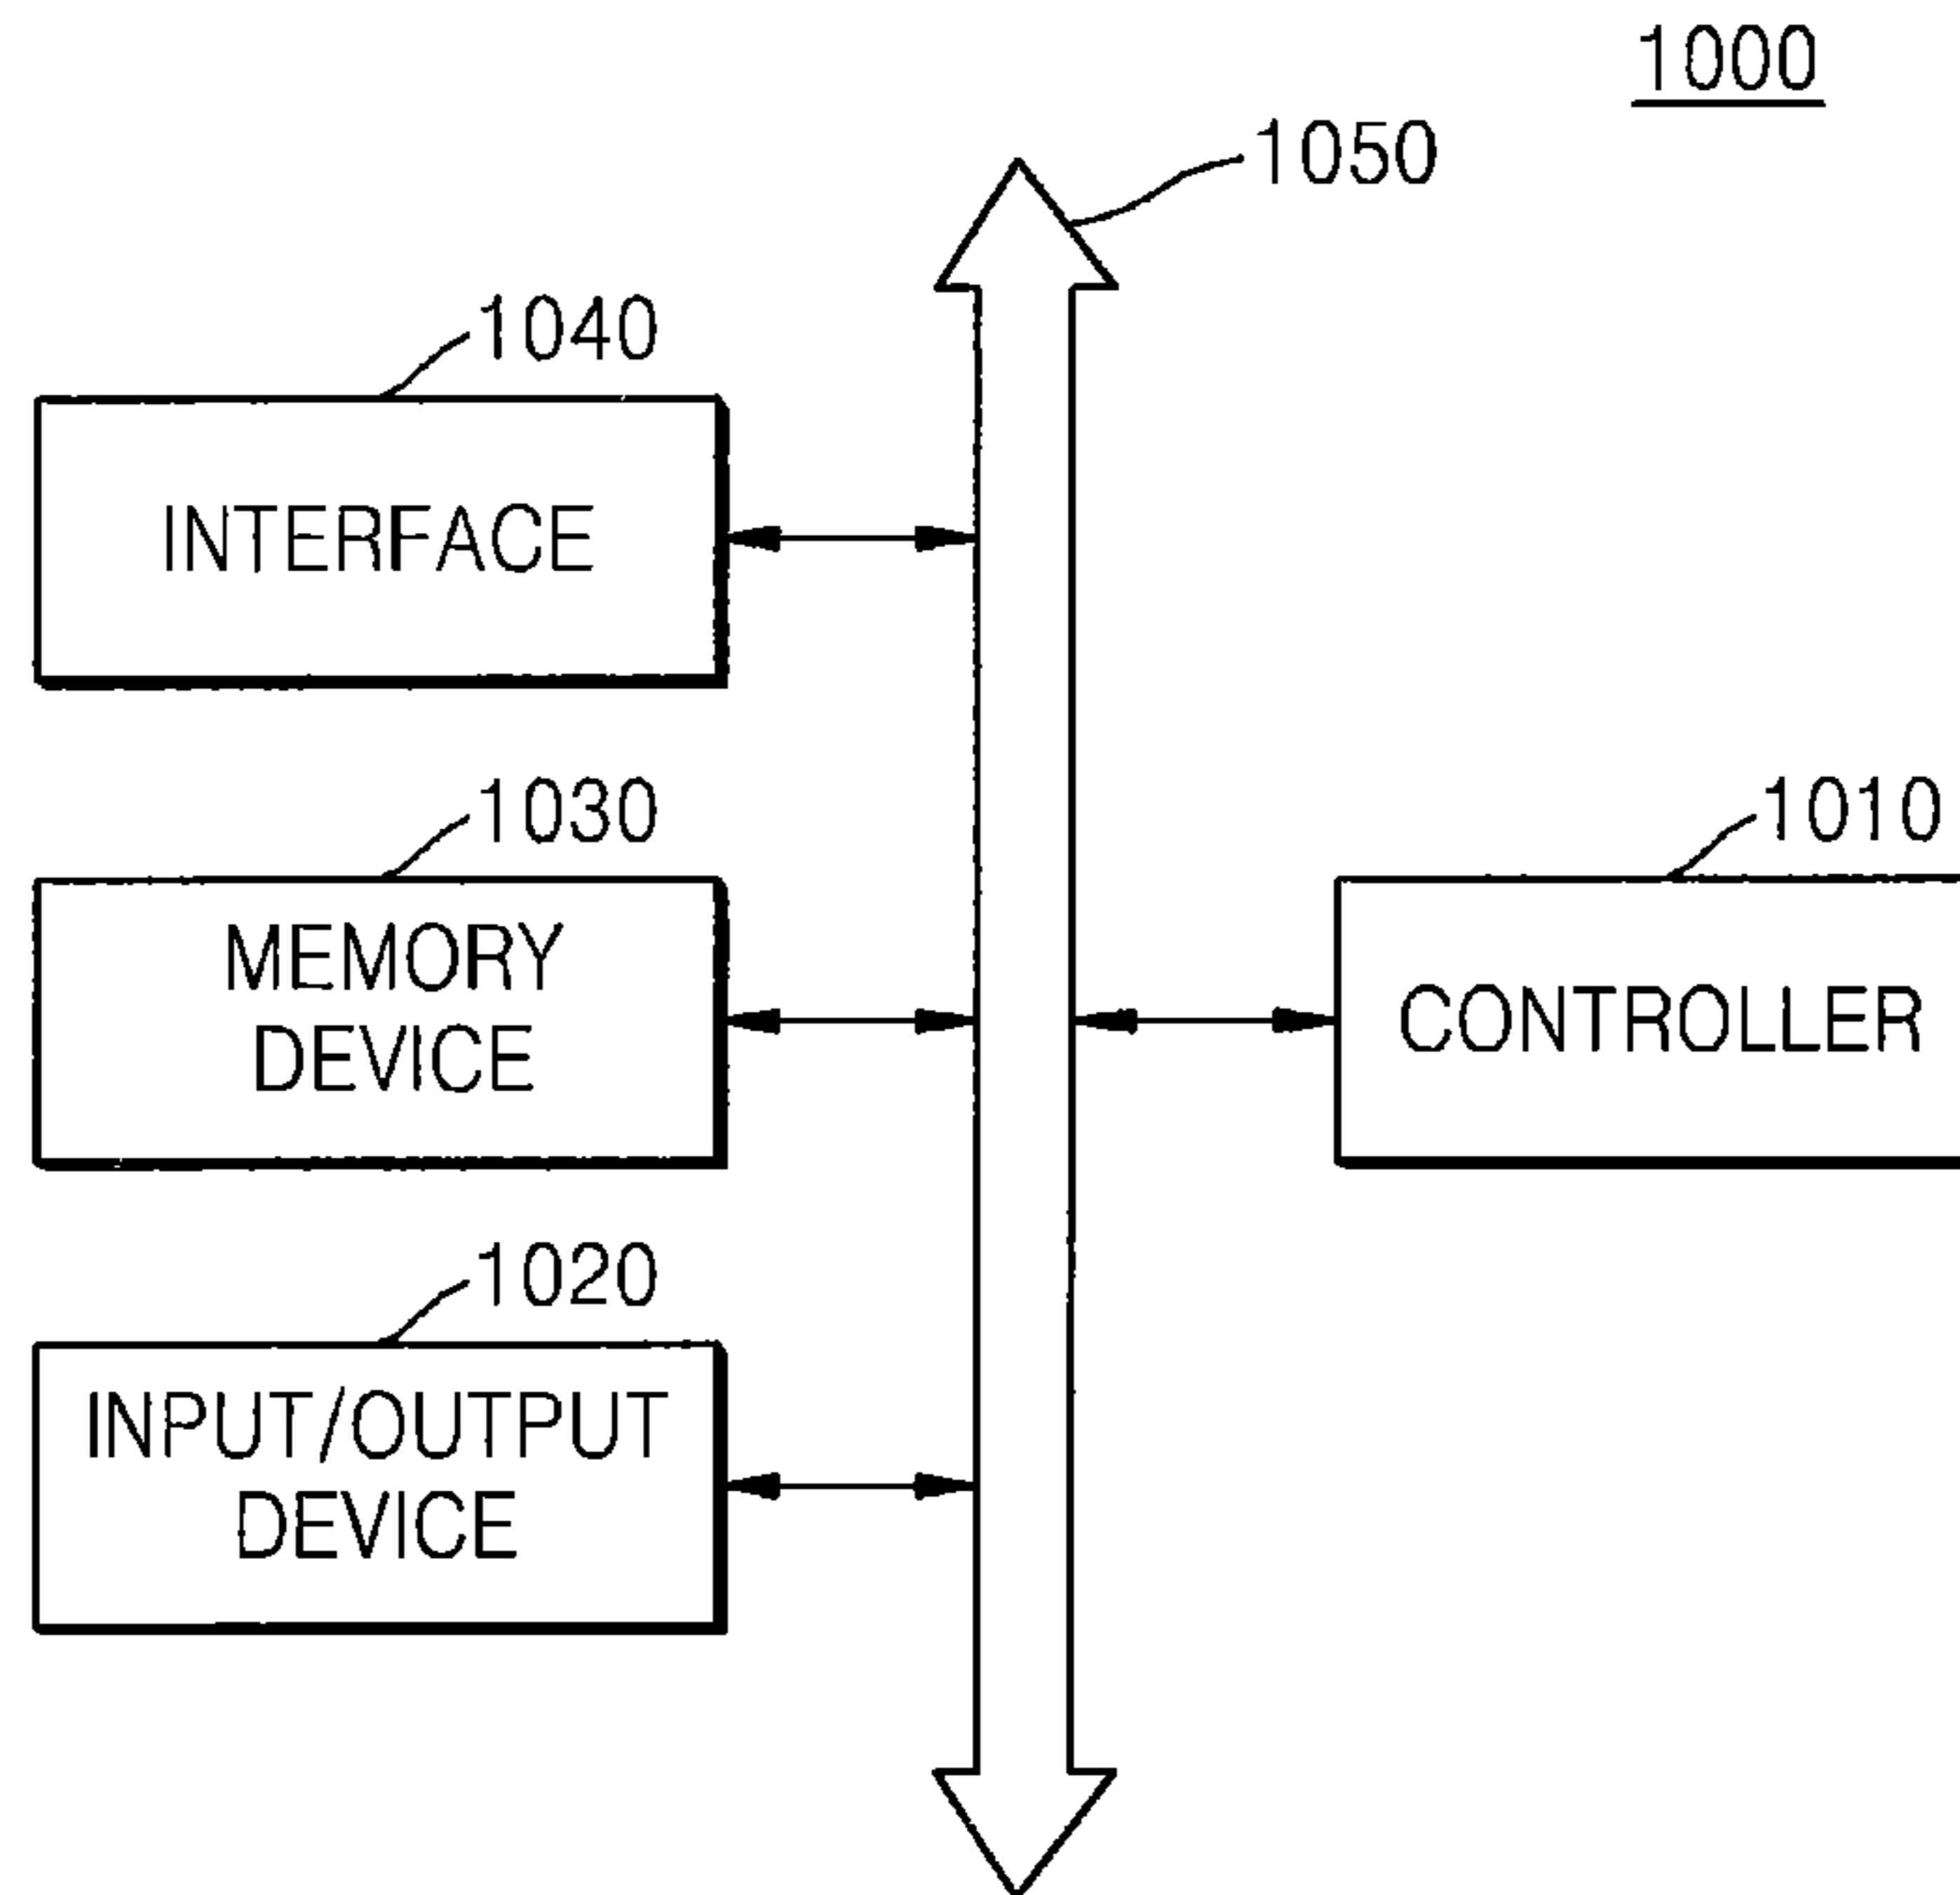 1000
1050
1040
INTERFACE
1030
MEMORY
DEVICE
1010
CONTROLLER
1020
INPUT/OUTPUT
DEVICE